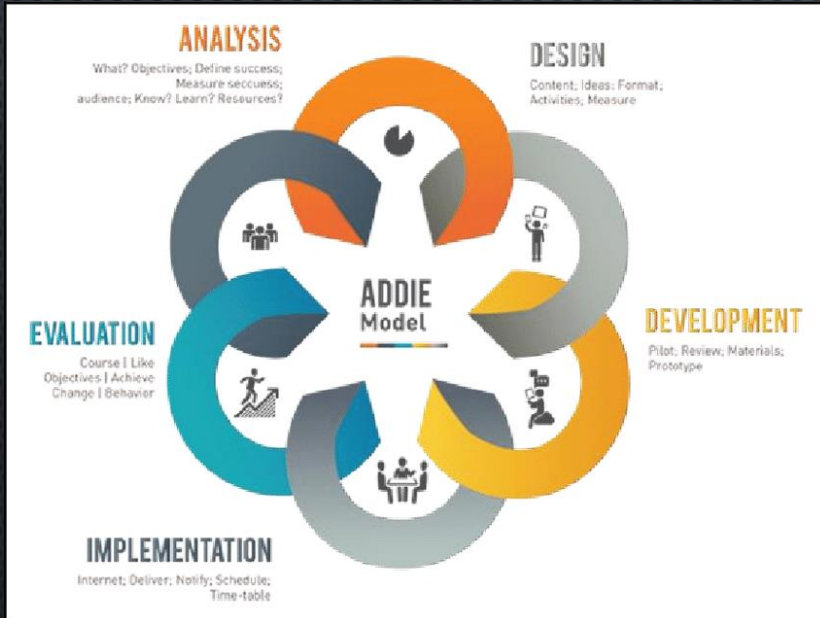 ANALYSIS
What? Objectives; Define success;
Measure seccuess;
audience; Know? Learn? Resources?
DESIGN
Content; Ideas; Format;
Activities; Measure
ADDIE
Model
DEVELOPMENT
Pilot; Review; Materials;
Prototype
EVALUATION
Course | Like
Objectives | Achieve
Change | Behavior
IMPLEMENTATION
Internet; Deliver; Notify; Schedule;
Time-table